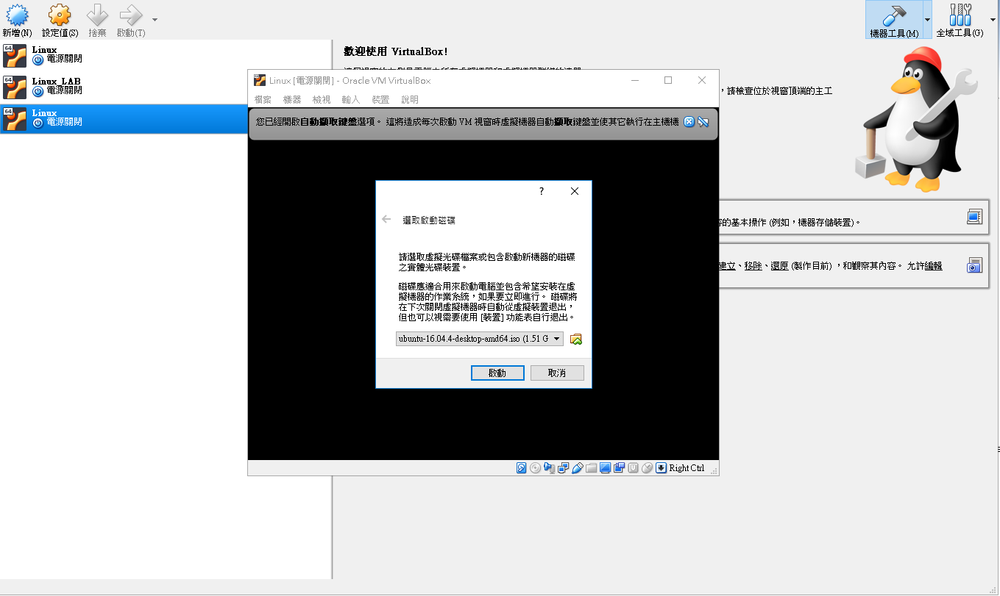 新增(N)
設定值(S)
捨棄
啟動(T)
機器工具(M)
全域工具(G)
64
Linux
電源關閉
64
Linux_LAB
電源關閉
64
Linux
電源關閉
歡迎使用 VirtualBox!
,請檢查位於視窗頂端的主工
的基本操作 (例如,機器存儲裝置)。
建立、移除、還原 (製作目前) ,和觀察其內容。 允許編輯
Linux [電源關閉] - Oracle VM VirtualBox
檔案
機器
檢視
輸入
裝置
說明
您已經開啟自動擷取鍵盤選項。 這將造成每次啟動 VM 視窗時虛擬機器自動擷取鍵盤並使其它執行在主機機
?
選取啟動磁碟
請選取虛擬光碟檔案或包含啟動新機器的磁碟
之實體光碟裝置。
磁碟應適合用來啟動電腦並包含希望安裝在虛
擬機器的作業系統,如果要立即進行。 磁碟將
在下次關閉虛擬機器時自動從虛擬裝置退出,
但也可以視需要使用 [裝置] 功能表自行退出。
ubuntu-16.04.4-desktop-amd64.iso (1.51 G
啟動
取消
Right Ctrl